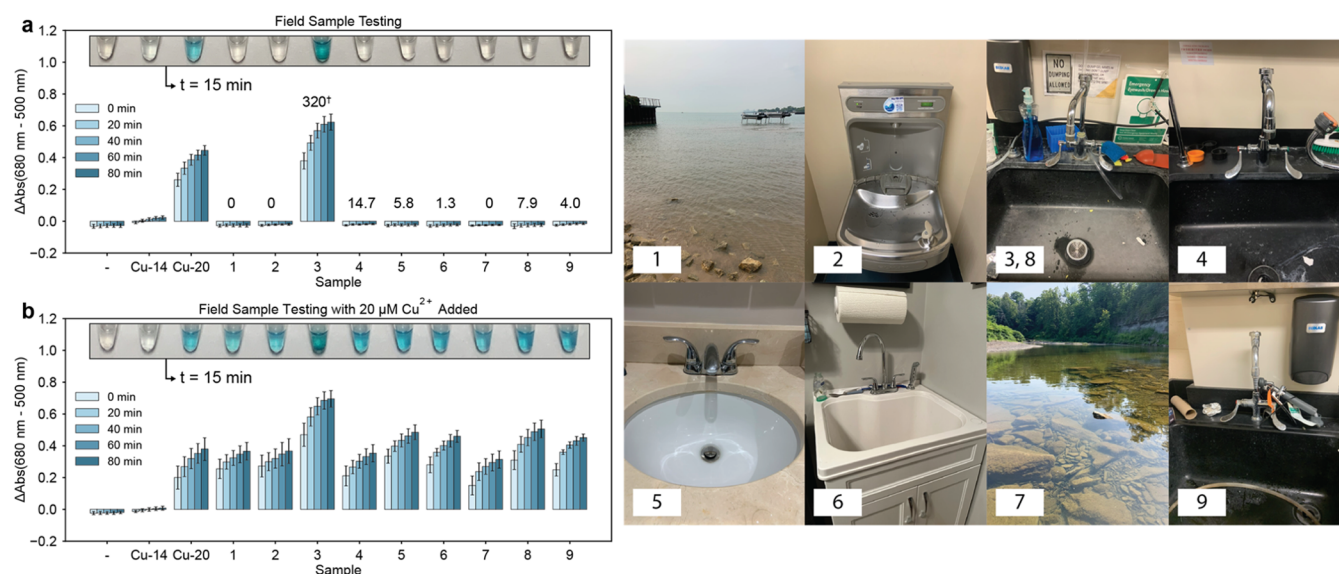 a
Field Sample Testing
1.2
1.0
0.8
0.6
0.4
0.2
0.0
−0.2
ΔAbs(680 nm - 500 nm)
t = 15 min
0 min
20 min
40 min
60 min
80 min
320†
0 0 14.7 5.8 1.3 0 7.9 4.0
- Cu-14 Cu-20 1 2 3 4 5 6 7 8 9
Sample
b
Field Sample Testing with 20 µM Cu²⁺ Added
1.2
1.0
0.8
0.6
0.4
0.2
0.0
−0.2
ΔAbs(680 nm - 500 nm)
t = 15 min
0 min
20 min
40 min
60 min
80 min
- Cu-14 Cu-20 1 2 3 4 5 6 7 8 9
Sample
NO
DUMPING
ALLOWED
1
2
3, 8
4
5
6
7
9